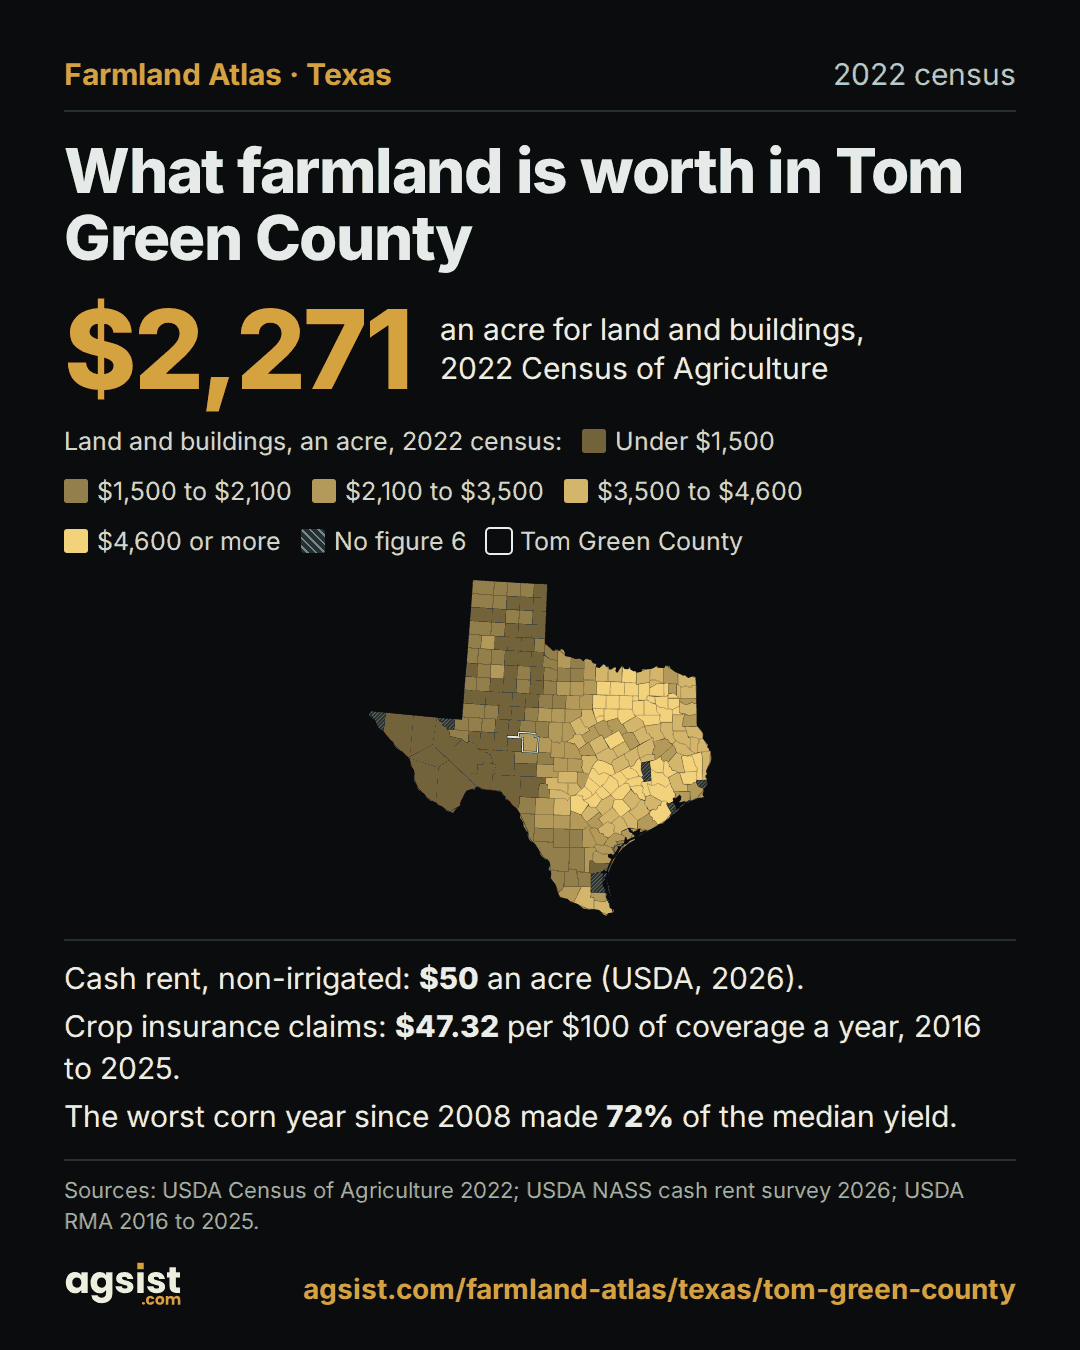 Farmland Atlas · Texas
2022 census
What farmland is worth in Tom
Green County
$2,271
an acre for land and buildings,
2022 Census of Agriculture
Land and buildings, an acre, 2022 census: Under $1,500
$1,500 to $2,100 $2,100 to $3,500 $3,500 to $4,600
$4,600 or more No figure 6 Tom Green County
Cash rent, non-irrigated: $50 an acre (USDA, 2026).
Crop insurance claims: $47.32 per $100 of coverage a year, 2016
to 2025.
The worst corn year since 2008 made 72% of the median yield.
Sources: USDA Census of Agriculture 2022; USDA NASS cash rent survey 2026; USDA
RMA 2016 to 2025.
agsist
.com
agsist.com/farmland-atlas/texas/tom-green-county